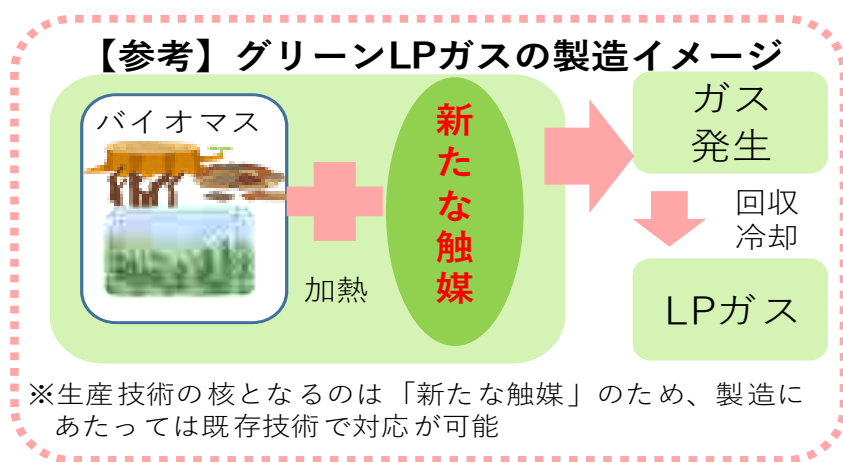 【参考】グリーンLPガスの製造イメージ
バイオマス
加熱
新たな触媒
ガス
発生
回収
冷却
LPガス
※生産技術の核となるのは「新たな触媒」のため、製造に
あたっては既存技術で対応が可能